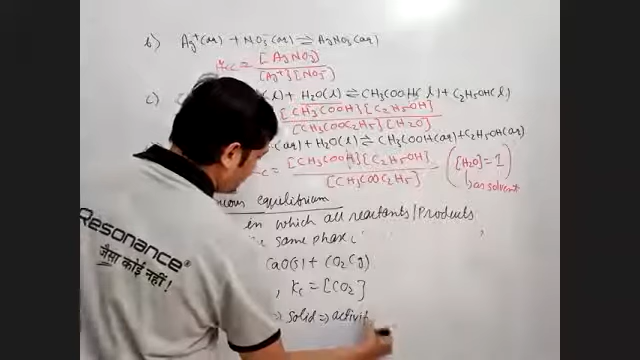 b) Ag⁺(aq) + NO₃⁻(aq) ⇌ AgNO₃(aq)
Kc = [AgNO₃] / [Ag⁺][NO₃⁻]
c) (l) + H₂O(l) ⇌ CH₃COOH(l) + C₂H₅OH(l)
[CH₃COOH][C₂H₅OH] / [CH₃COOC₂H₅][H₂O]
(aq) + H₂O(l) ⇌ CH₃COOH(aq) + C₂H₅OH(aq)
= [CH₃COOH][C₂H₅OH] / [CH₃COOC₂H₅] ([H₂O] = 1)
as solvent
equilibrium
in which all reactants/Products
same phase
CaO(s) + CO₂(g)
, Kc = [CO₂]
⇒ solid ⇒ activit
Resonance®
जैसा कोई नहीं!